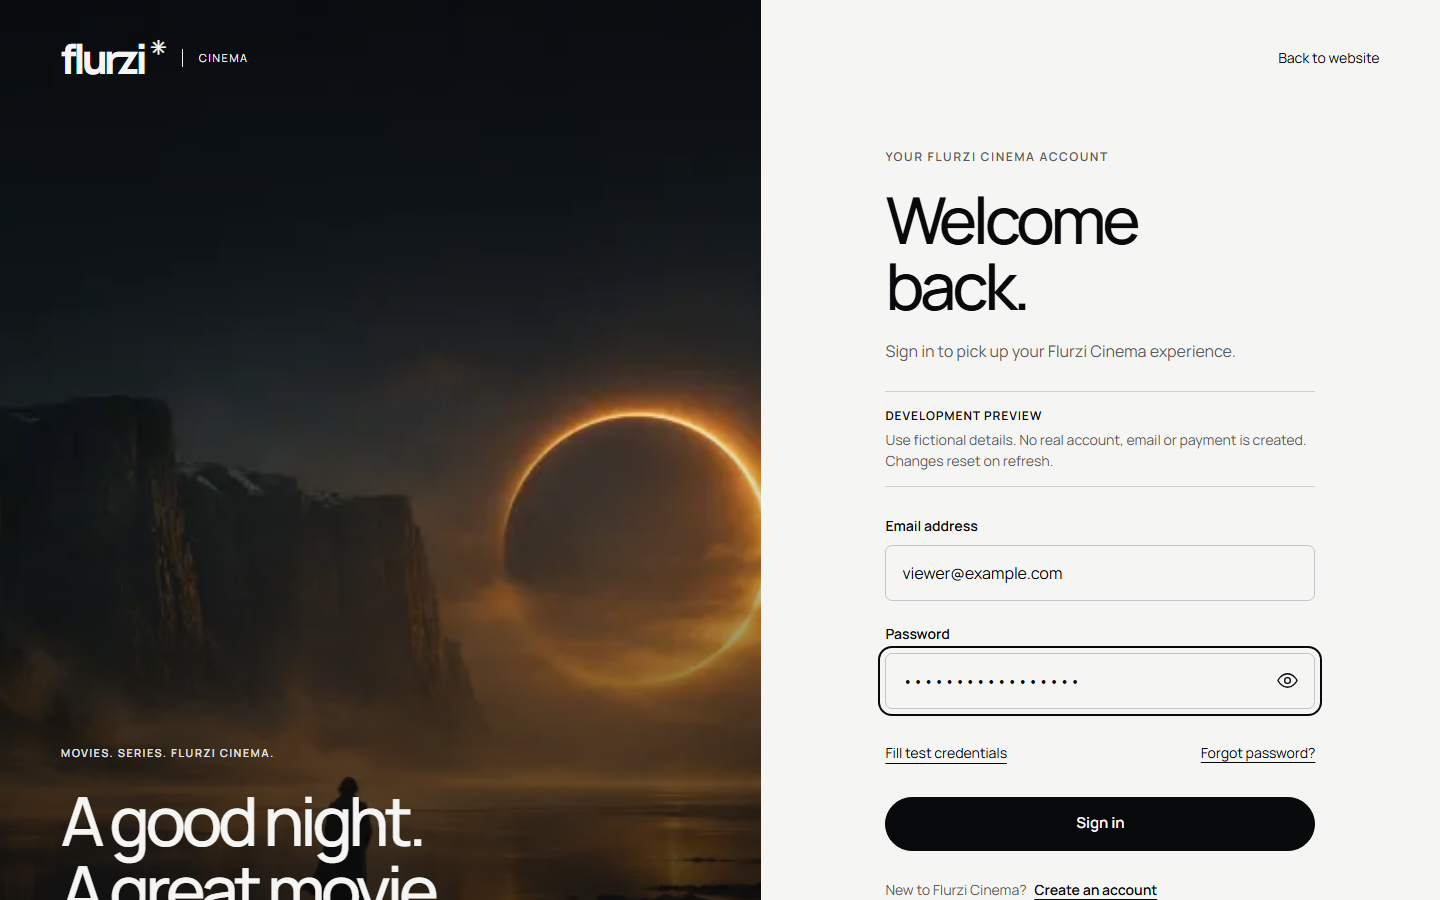 flurzi*
CINEMA
Back to website
YOUR FLURZI CINEMA ACCOUNT
Welcome
back.
Sign in to pick up your Flurzi Cinema experience.
DEVELOPMENT PREVIEW
Use fictional details. No real account, email or payment is created.
Changes reset on refresh.
Email address
viewer@example.com
Password
•••••••••••••••••
Fill test credentials
Forgot password?
Sign in
New to Flurzi Cinema? Create an account
MOVIES. SERIES. FLURZI CINEMA.
A good night.
A great movie